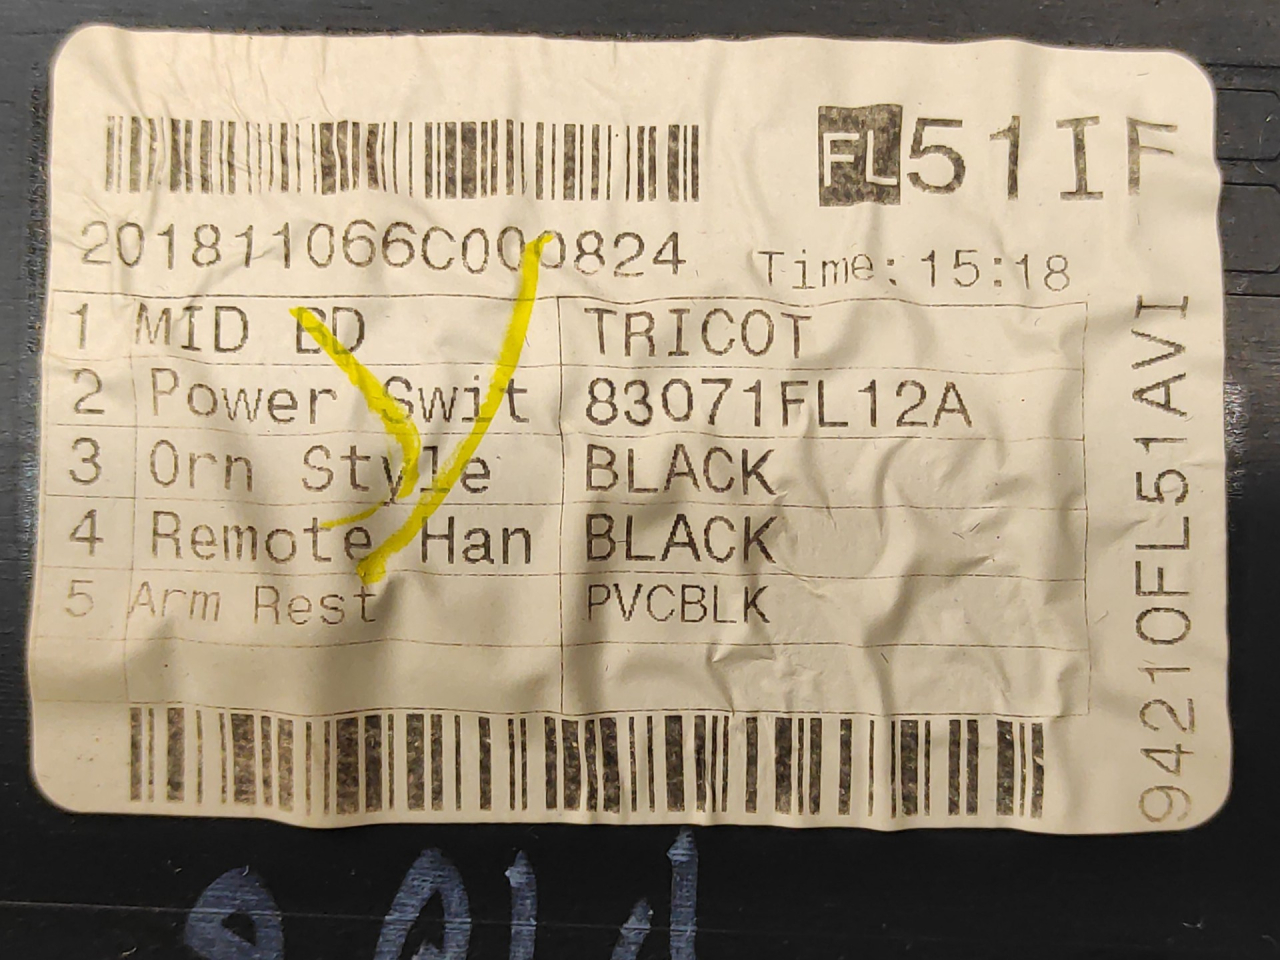 FL51IF
201811066C000824 Time:15:18
1 MID BD TRICOT
2 Power Swit 83071FL12A
3 Orn Style BLACK
4 Remote Han BLACK
5 Arm Rest PVCBLK
94210FL51AVI